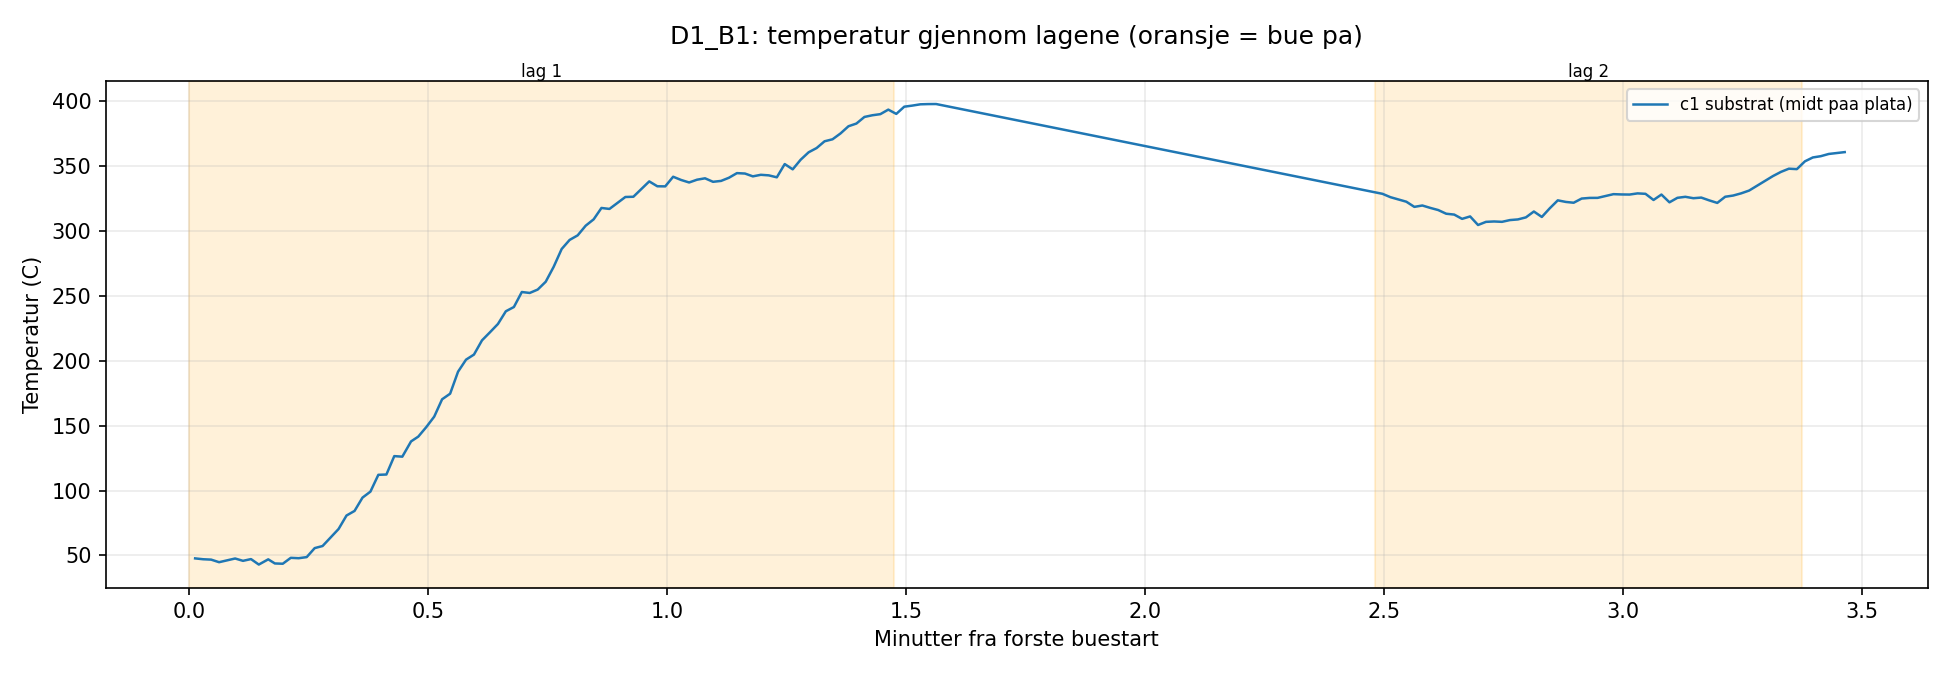 D1_B1: temperatur gjennom lagene (oransje = bue pa)
lag 1
lag 2
c1 substrat (midt paa plata)
Temperatur (C)
400
350
300
250
200
150
100
50
0.0
0.5
1.0
1.5
2.0
2.5
3.0
3.5
Minutter fra forste buestart